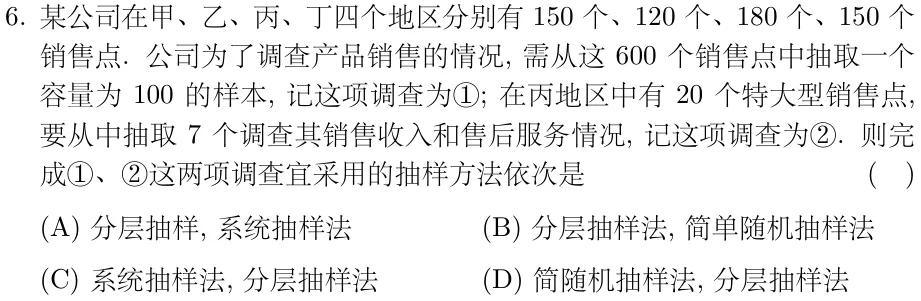 6. 某公司在甲、乙、丙、丁四个地区分别有 150 个、120 个、180 个、150 个
销售点. 公司为了调查产品销售的情况, 需从这 600 个销售点中抽取一个
容量为 100 的样本, 记这项调查为①; 在丙地区中有 20 个特大型销售点,
要从中抽取 7 个调查其销售收入和售后服务情况, 记这项调查为②. 则完
成①、②这两项调查宜采用的抽样方法依次是 ( )
(A) 分层抽样, 系统抽样法 (B) 分层抽样法, 简单随机抽样法
(C) 系统抽样法, 分层抽样法 (D) 简随机抽样法, 分层抽样法